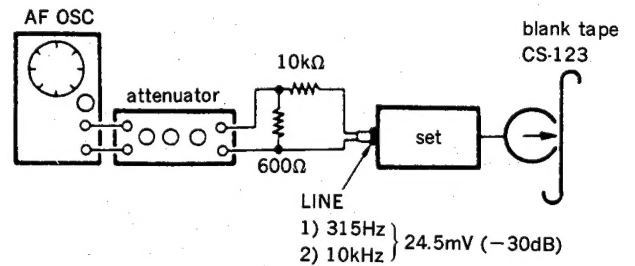 AF OSC
attenuator
10kΩ
600Ω
set
blank tape
CS-123
LINE
1) 315Hz
2) 10kHz
24.5mV (−30dB)